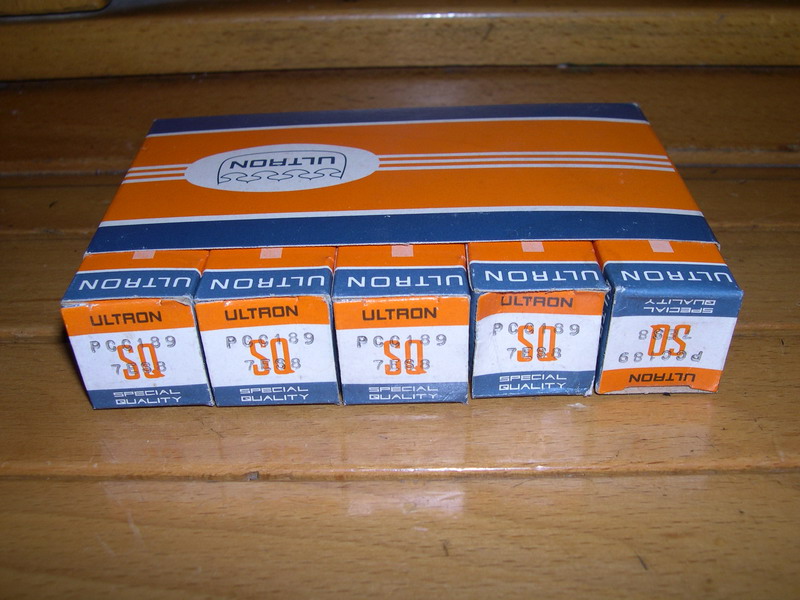 ULTRON
ULTRON
ULTRON
ULTRON
ULTRON
ULTRON
ULTRON
PCC189
SQ
7ES8
SPECIAL
QUALITY
ULTRON
PCC189
SQ
7ES8
SPECIAL
QUALITY
ULTRON
PCC189
SQ
7ES8
SPECIAL
QUALITY
ULTRON
PCC189
SQ
7ES8
SPECIAL
QUALITY
ULTRON
PCC189
SQ
7ES8
SPECIAL
QUALITY